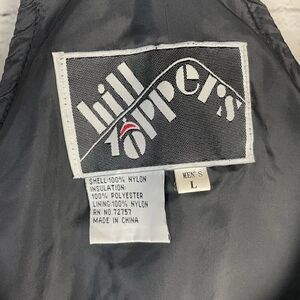 hill
toppers
SHELL:100% NYLON
INSULATION:
100% POLYESTER
LINING:100% NYLON
RN NO.72757
MADE IN CHINA
MEN'S
L